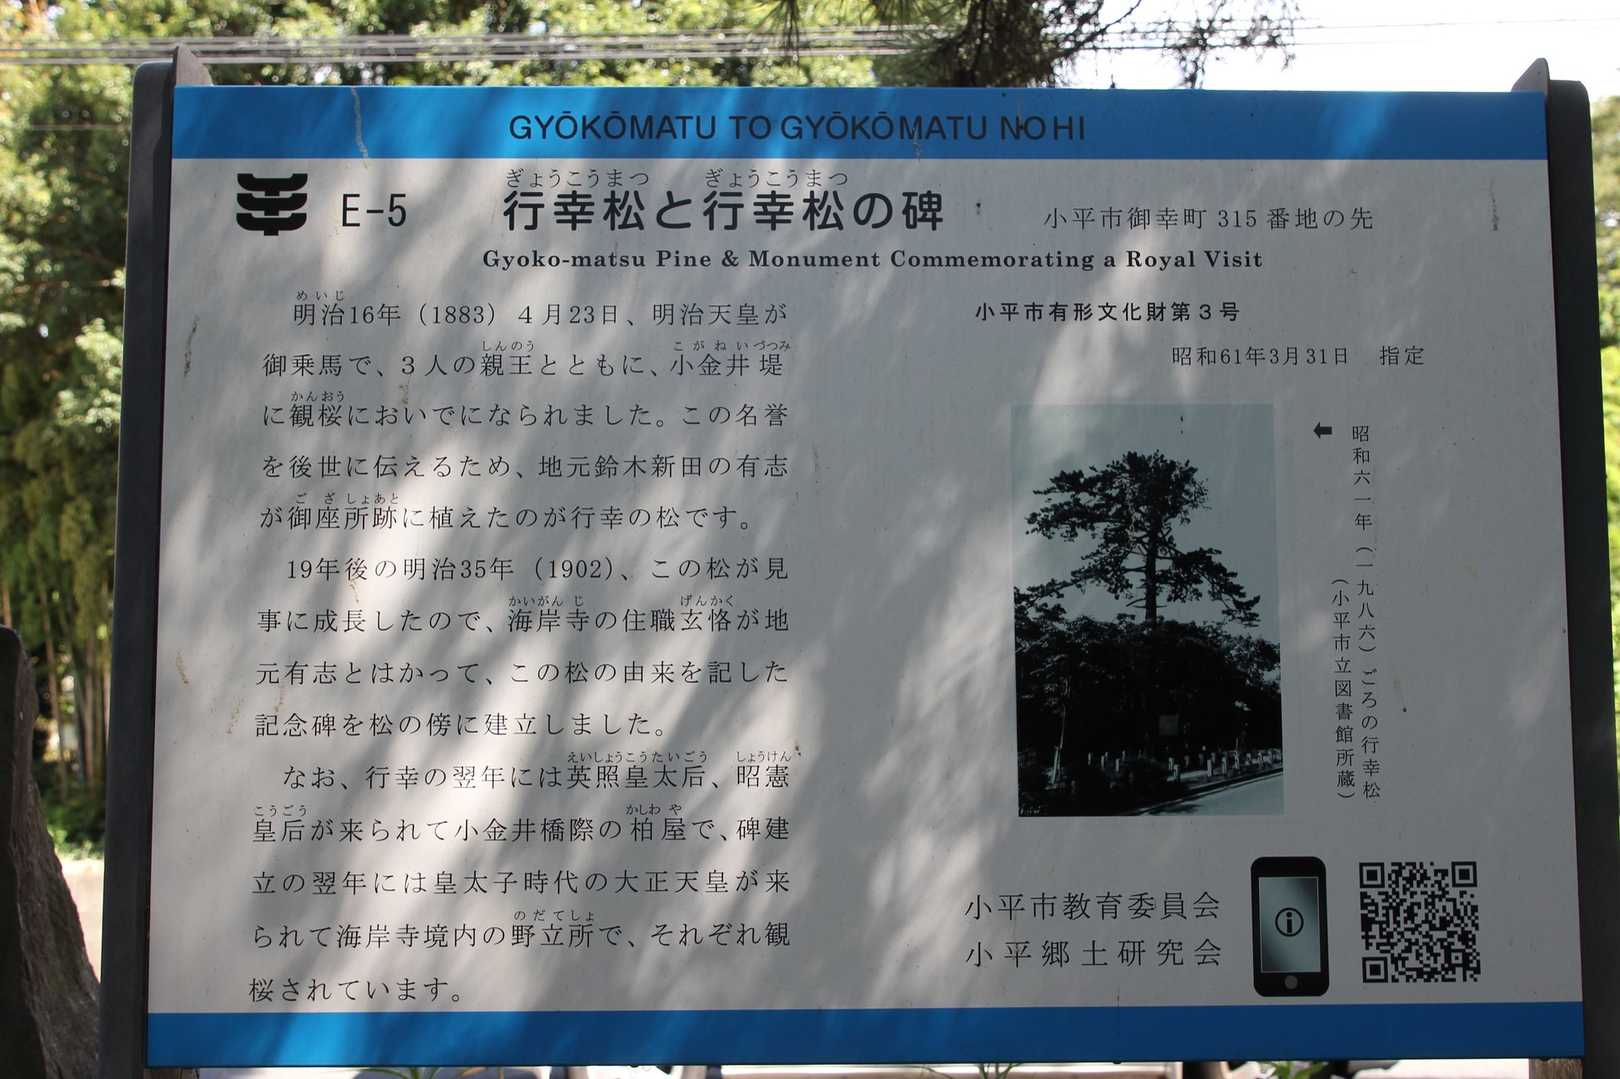 GYŌKŌMATU TO GYŌKŌMATU NO HI
E-5
ぎょうこうまつ ぎょうこうまつ
行幸松と行幸松の碑
小平市御幸町 315 番地の先
Gyoko-matsu Pine & Monument Commemorating a Royal Visit
めいじ
明治16年（1883）４月23日、明治天皇が
しんのう こがねいづつみ
御乗馬で、３人の親王とともに、小金井堤
かんおう
に観桜においでになられました。この名誉
を後世に伝えるため、地元鈴木新田の有志
ござしょあと
が御座所跡に植えたのが行幸の松です。
19年後の明治35年（1902）、この松が見
かいがんじ げんかく
事に成長したので、海岸寺の住職玄恪が地
元有志とはかって、この松の由来を記した
記念碑を松の傍に建立しました。
えいしょうこうたいごう しょうけん
なお、行幸の翌年には英照皇太后、昭憲
こうごう かしわや
皇后が来られて小金井橋際の柏屋で、碑建
立の翌年には皇太子時代の大正天皇が来
のだてしょ
られて海岸寺境内の野立所で、それぞれ観
桜されています。
小平市有形文化財第３号
昭和61年3月31日 指定
← 昭和六一年（一九八六）ごろの行幸松
（小平市立図書館所蔵）
小平市教育委員会
小平郷土研究会